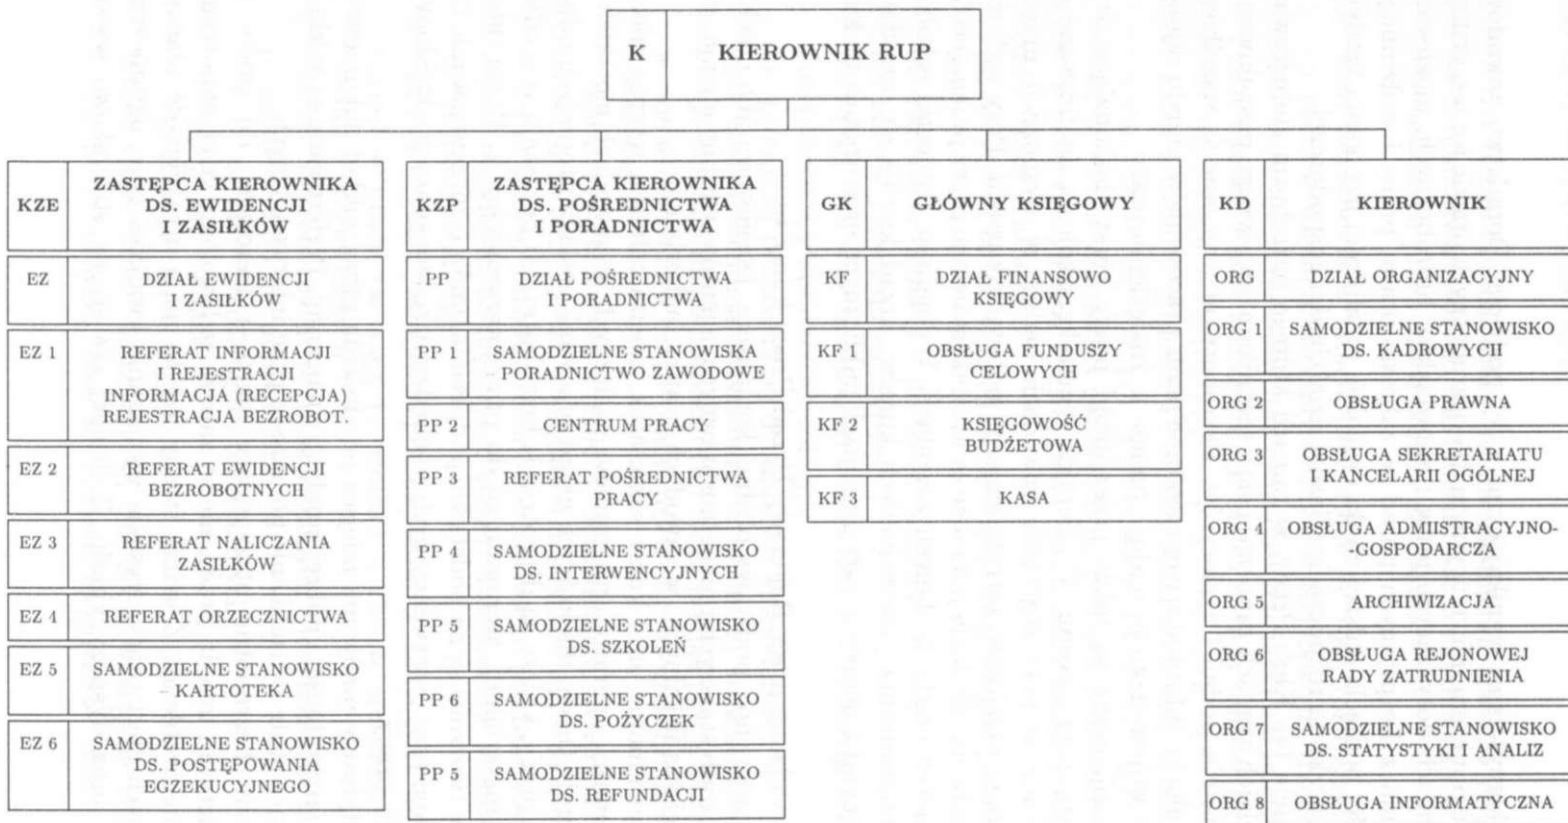 K KIEROWNIK RUP
KZE ZASTĘPCA KIEROWNIKA
DS. EWIDENCJI
I ZASIŁKÓW
EZ DZIAŁ EWIDENCJI
I ZASIŁKÓW
EZ 1 REFERAT INFORMACJI
I REJESTRACJI
INFORMACJA (RECEPCJA)
REJESTRACJA BEZROBOT.
EZ 2 REFERAT EWIDENCJI
BEZROBOTNYCH
EZ 3 REFERAT NALICZANIA
ZASIŁKÓW
EZ 4 REFERAT ORZECZNICTWA
EZ 5 SAMODZIELNE STANOWISKO
KARTOTEKA
EZ 6 SAMODZIELNE STANOWISKO
DS. POSTĘPOWANIA
EGZEKUCYJNEGO
KZP ZASTĘPCA KIEROWNIKA
DS. POŚREDNICTWA
I PORADNICTWA
PP DZIAŁ POŚREDNICTWA
I PORADNICTWA
PP 1 SAMODZIELNE STANOWISKA
PORADNICTWO ZAWODOWE
PP 2 CENTRUM PRACY
PP 3 REFERAT POŚREDNICTWA
PRACY
PP 4 SAMODZIELNE STANOWISKO
DS. INTERWENCYJNYCH
PP 5 SAMODZIELNE STANOWISKO
DS. SZKOLEŃ
PP 6 SAMODZIELNE STANOWISKO
DS. POŻYCZEK
PP 5 SAMODZIELNE STANOWISKO
DS. REFUNDACJI
GK GŁÓWNY KSIĘGOWY
KF DZIAŁ FINANSOWO
KSIĘGOWY
KF 1 OBSŁUGA FUNDUSZY
CELOWYCH
KF 2 KSIĘGOWOŚĆ
BUDŻETOWA
KF 3 KASA
KD KIEROWNIK
ORG DZIAŁ ORGANIZACYJNY
ORG 1 SAMODZIELNE STANOWISKO
DS. KADROWYCH
ORG 2 OBSŁUGA PRAWNA
ORG 3 OBSŁUGA SEKRETARIATU
I KANCELARII OGÓLNEJ
ORG 4 OBSŁUGA ADMIISTRACYJNO-
-GOSPODARCZA
ORG 5 ARCHIWIZACJA
ORG 6 OBSŁUGA REJONOWEJ
RADY ZATRUDNIENIA
ORG 7 SAMODZIELNE STANOWISKO
DS. STATYSTYKI I ANALIZ
ORG 8 OBSŁUGA INFORMATYCZNA